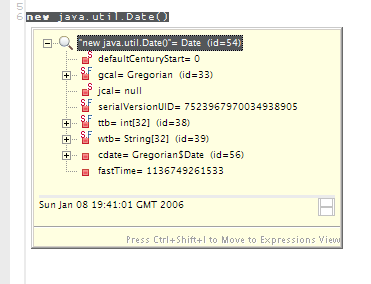 5
6 new java.util.Date()
"new java.util.Date()"= Date (id=54)
defaultCenturyStart= 0
gcal= Gregorian (id=33)
jcal= null
serialVersionUID= 7523967970034938905
ttb= int[32] (id=38)
wtb= String[32] (id=39)
cdate= Gregorian$Date (id=56)
fastTime= 1136749261533
Sun Jan 08 19:41:01 GMT 2006
Press Ctrl+Shift+I to Move to Expressions View